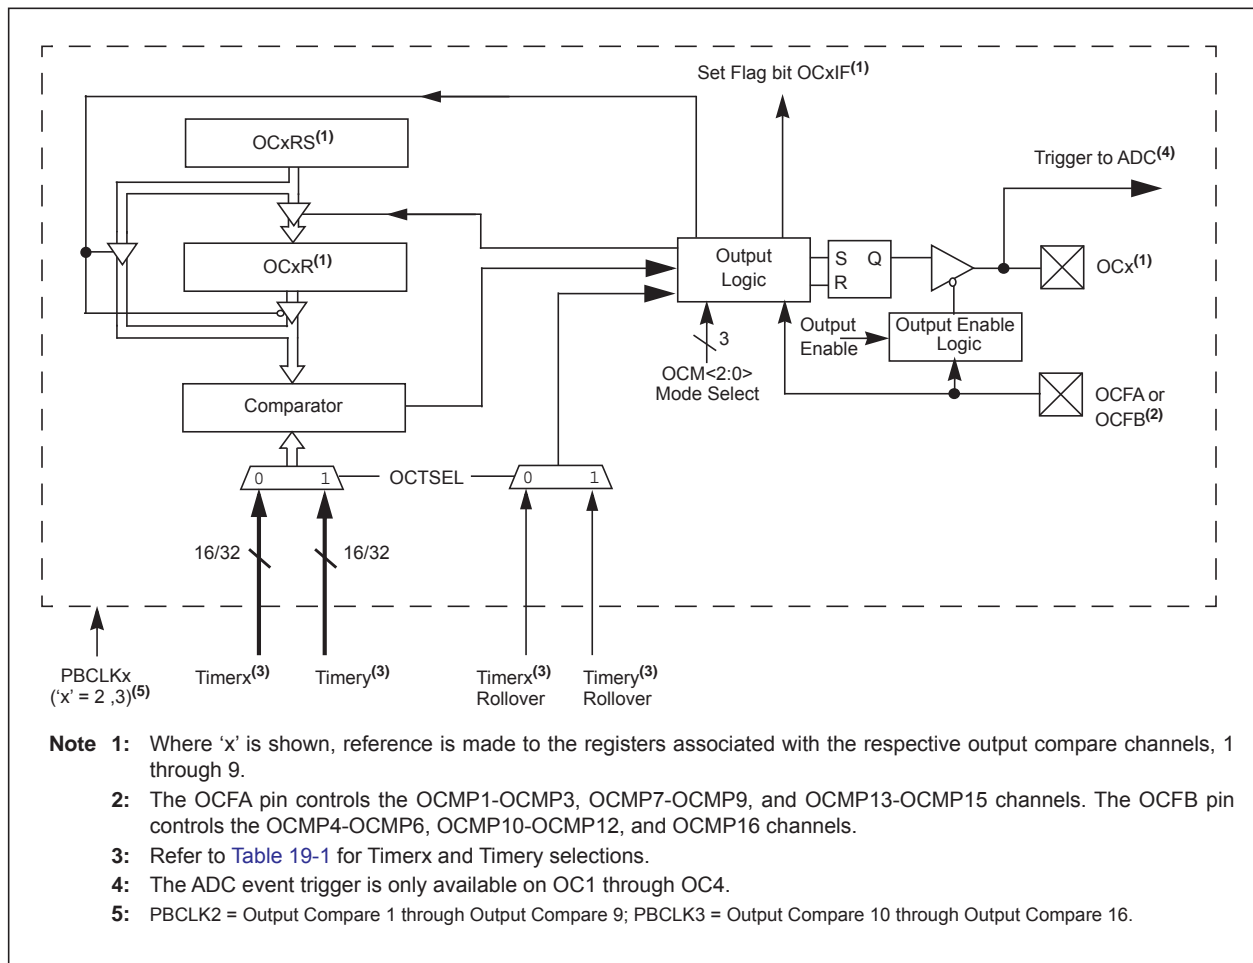 Set Flag bit OCxIF(1)
OCxRS(1)
Trigger to ADC(4)
OCxR(1)
Output
Logic
S Q
R
OCx(1)
Output
Enable
Output Enable
Logic
3
OCM<2:0>
Mode Select
Comparator
OCFA or
OCFB(2)
0 1
OCTSEL
0 1
16/32
16/32
PBCLKx
(‘x’ = 2 ,3)(5)
Timerx(3)
Timery(3)
Timerx(3)
Rollover
Timery(3)
Rollover
Note 1: Where ‘x’ is shown, reference is made to the registers associated with the respective output compare channels, 1
through 9.
2: The OCFA pin controls the OCMP1-OCMP3, OCMP7-OCMP9, and OCMP13-OCMP15 channels. The OCFB pin
controls the OCMP4-OCMP6, OCMP10-OCMP12, and OCMP16 channels.
3: Refer to Table 19-1 for Timerx and Timery selections.
4: The ADC event trigger is only available on OC1 through OC4.
5: PBCLK2 = Output Compare 1 through Output Compare 9; PBCLK3 = Output Compare 10 through Output Compare 16.